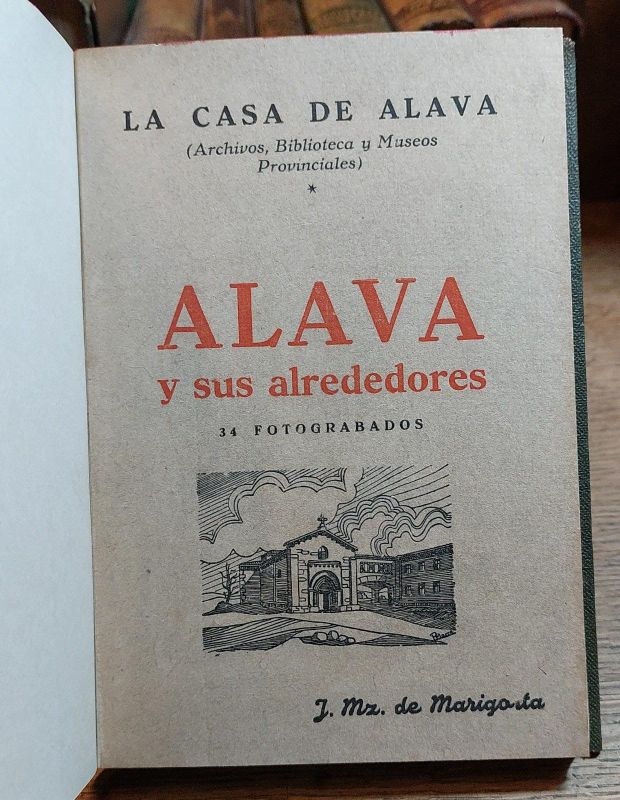 LA CASA DE ALAVA
(Archivos, Biblioteca y Museos
Provinciales)
ALAVA
y sus alrededores
34 FOTOGRABADOS
J. Mz. de Marigorta